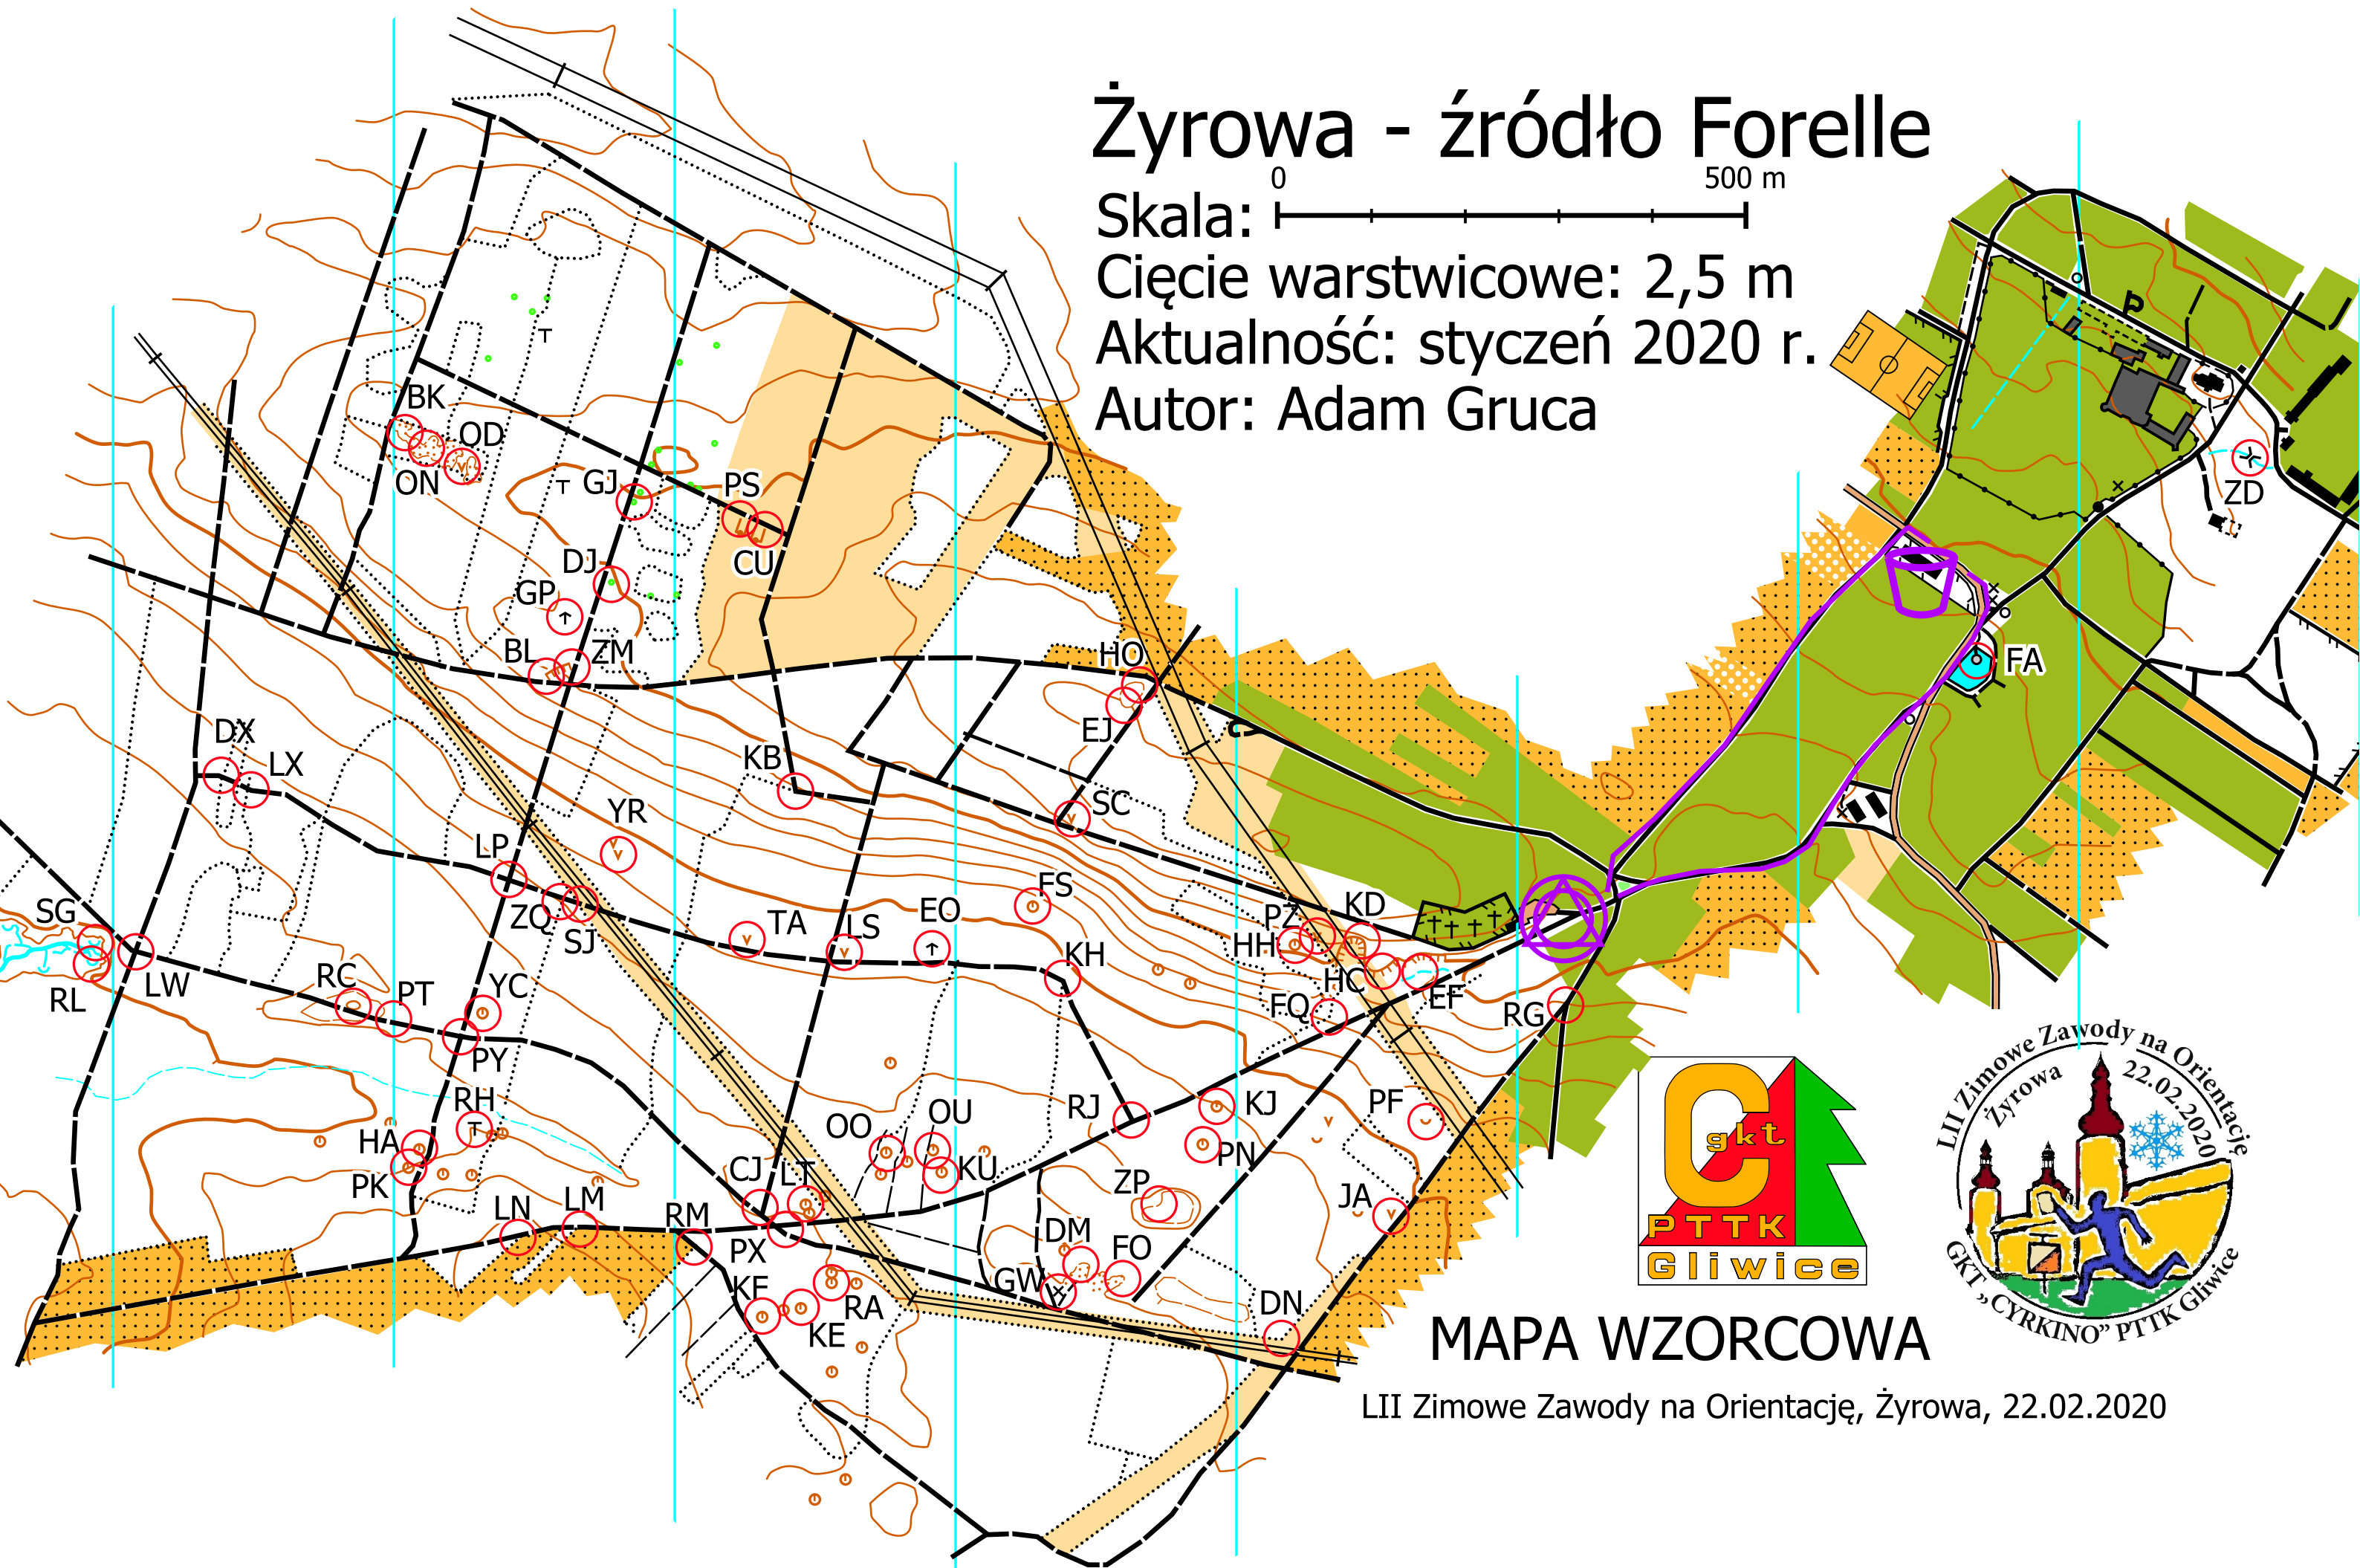 Żyrowa - źródło Forelle
0 500 m
Skala:
Cięcie warstwicowe: 2,5 m
Aktualność: styczeń 2020 r.
Autor: Adam Gruca
BK
QD
ON
GJ
PS
CU
DJ
GP
BL
ZM
ZD
FA
HO
EJ
DX
LX
KB
SC
YR
LP
ZQ
SJ
TA
LS
EO
FS
KH
PŻ
KD
HH
HC
FQ
EF
RG
SG
RL
LW
RC
PT
YC
PY
RH
HA
PK
LN
LM
RM
CJ
LT
PX
OO
OU
KU
RJ
KJ
PN
PF
JA
ZP
DM
FO
GW
KF
KE
RA
DN
gkt
PTTK
Gliwice
LII Zimowe Zawody na Orientację
Żyrowa 22.02.2020
GKT „CYRKINO” PTTK Gliwice
MAPA WZORCOWA
LII Zimowe Zawody na Orientację, Żyrowa, 22.02.2020